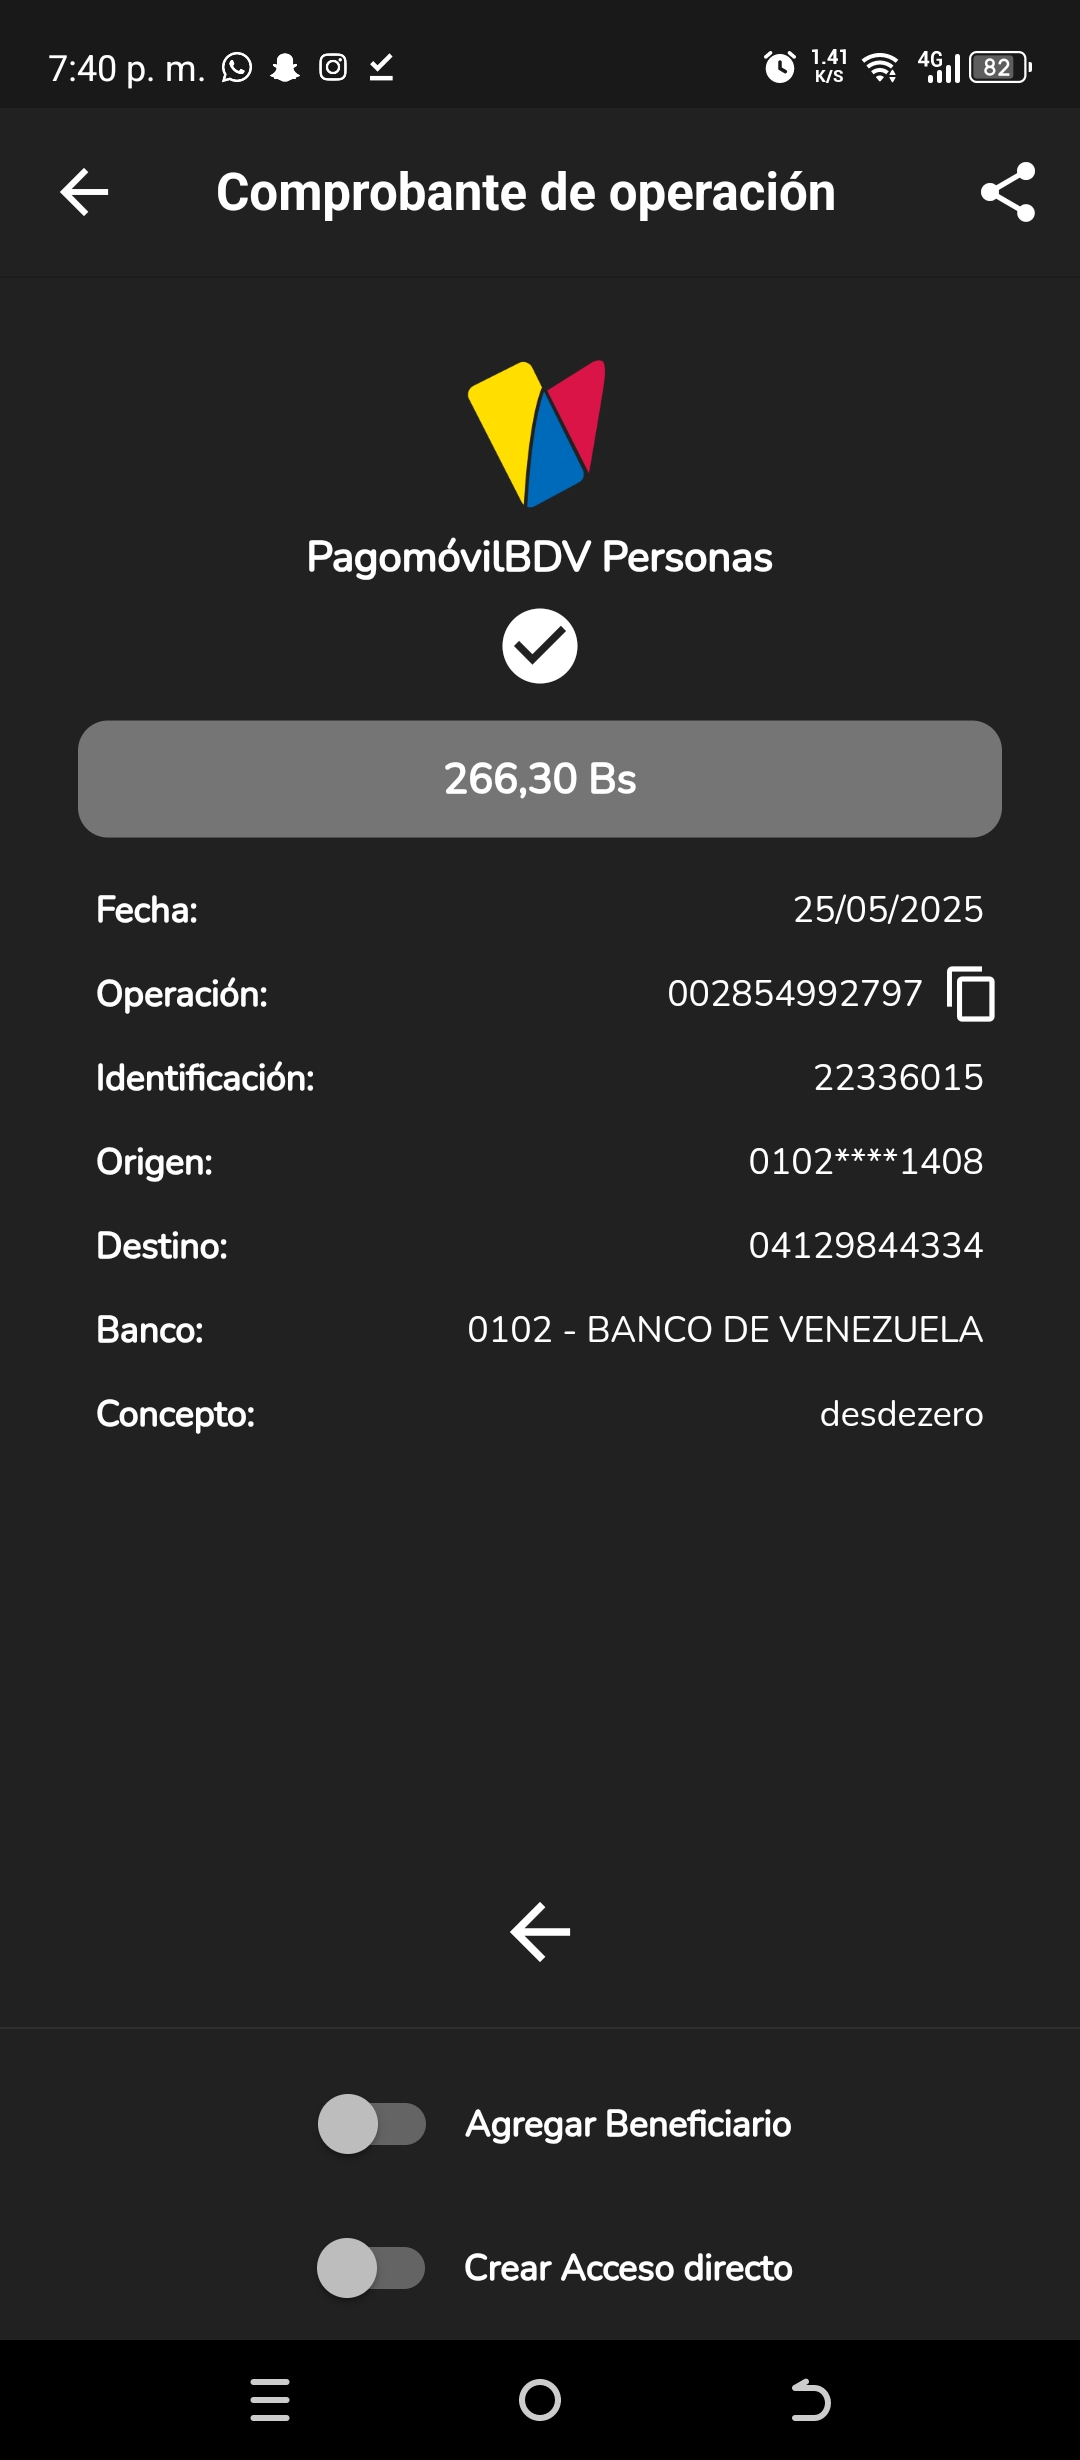 7:40 p. m.
1.41
K/S
4G
82
Comprobante de operación
PagomóvilBDV Personas
266,30 Bs
Fecha: 25/05/2025
Operación: 002854992797
Identificación: 22336015
Origen: 0102****1408
Destino: 04129844334
Banco: 0102 - BANCO DE VENEZUELA
Concepto: desdezero
Agregar Beneficiario
Crear Acceso directo